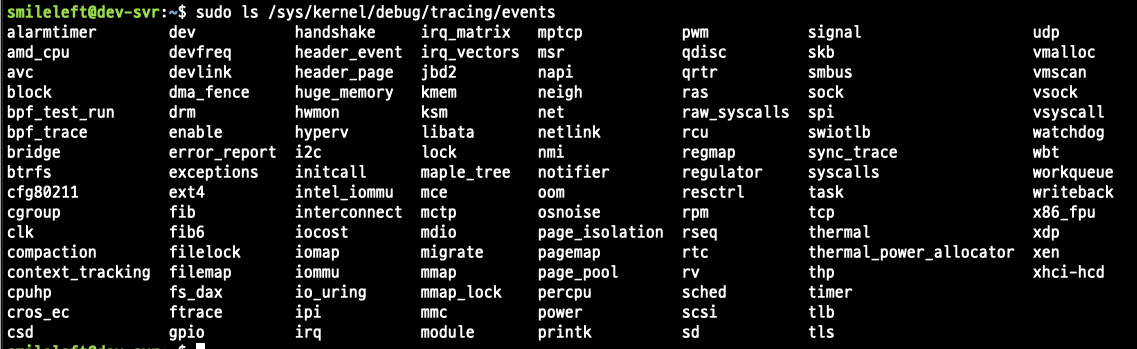 smileleft@dev-svr:~$ sudo ls /sys/kernel/debug/tracing/events
alarmtimer dev handshake irq_matrix mptcp pwm signal udp
amd_cpu devfreq header_event irq_vectors msr qdisc skb vmalloc
avc devlink header_page jbd2 napi qrtr smbus vmscan
block dma_fence huge_memory kmem neigh ras sock vsock
bpf_test_run drm hwmon ksm net raw_syscalls spi vsyscall
bpf_trace enable hyperv libata netlink rcu swiotlb watchdog
bridge error_report i2c lock nmi regmap sync_trace wbt
btrfs exceptions initcall maple_tree notifier regulator syscalls workqueue
cfg80211 ext4 intel_iommu mce oom resctrl task writeback
cgroup fib interconnect mctp osnoise rpm tcp x86_fpu
clk fib6 iocost mdio page_isolation rseq thermal xdp
compaction filelock iomap migrate pagemap rtc thermal_power_allocator xen
context_tracking filemap iommu mmap page_pool rv thp xhci-hcd
cpuhp fs_dax io_uring mmap_lock percpu sched timer
cros_ec ftrace ipi mmc power scsi tlb
csd gpio irq module printk sd tls
smileleft@dev-svr:~$